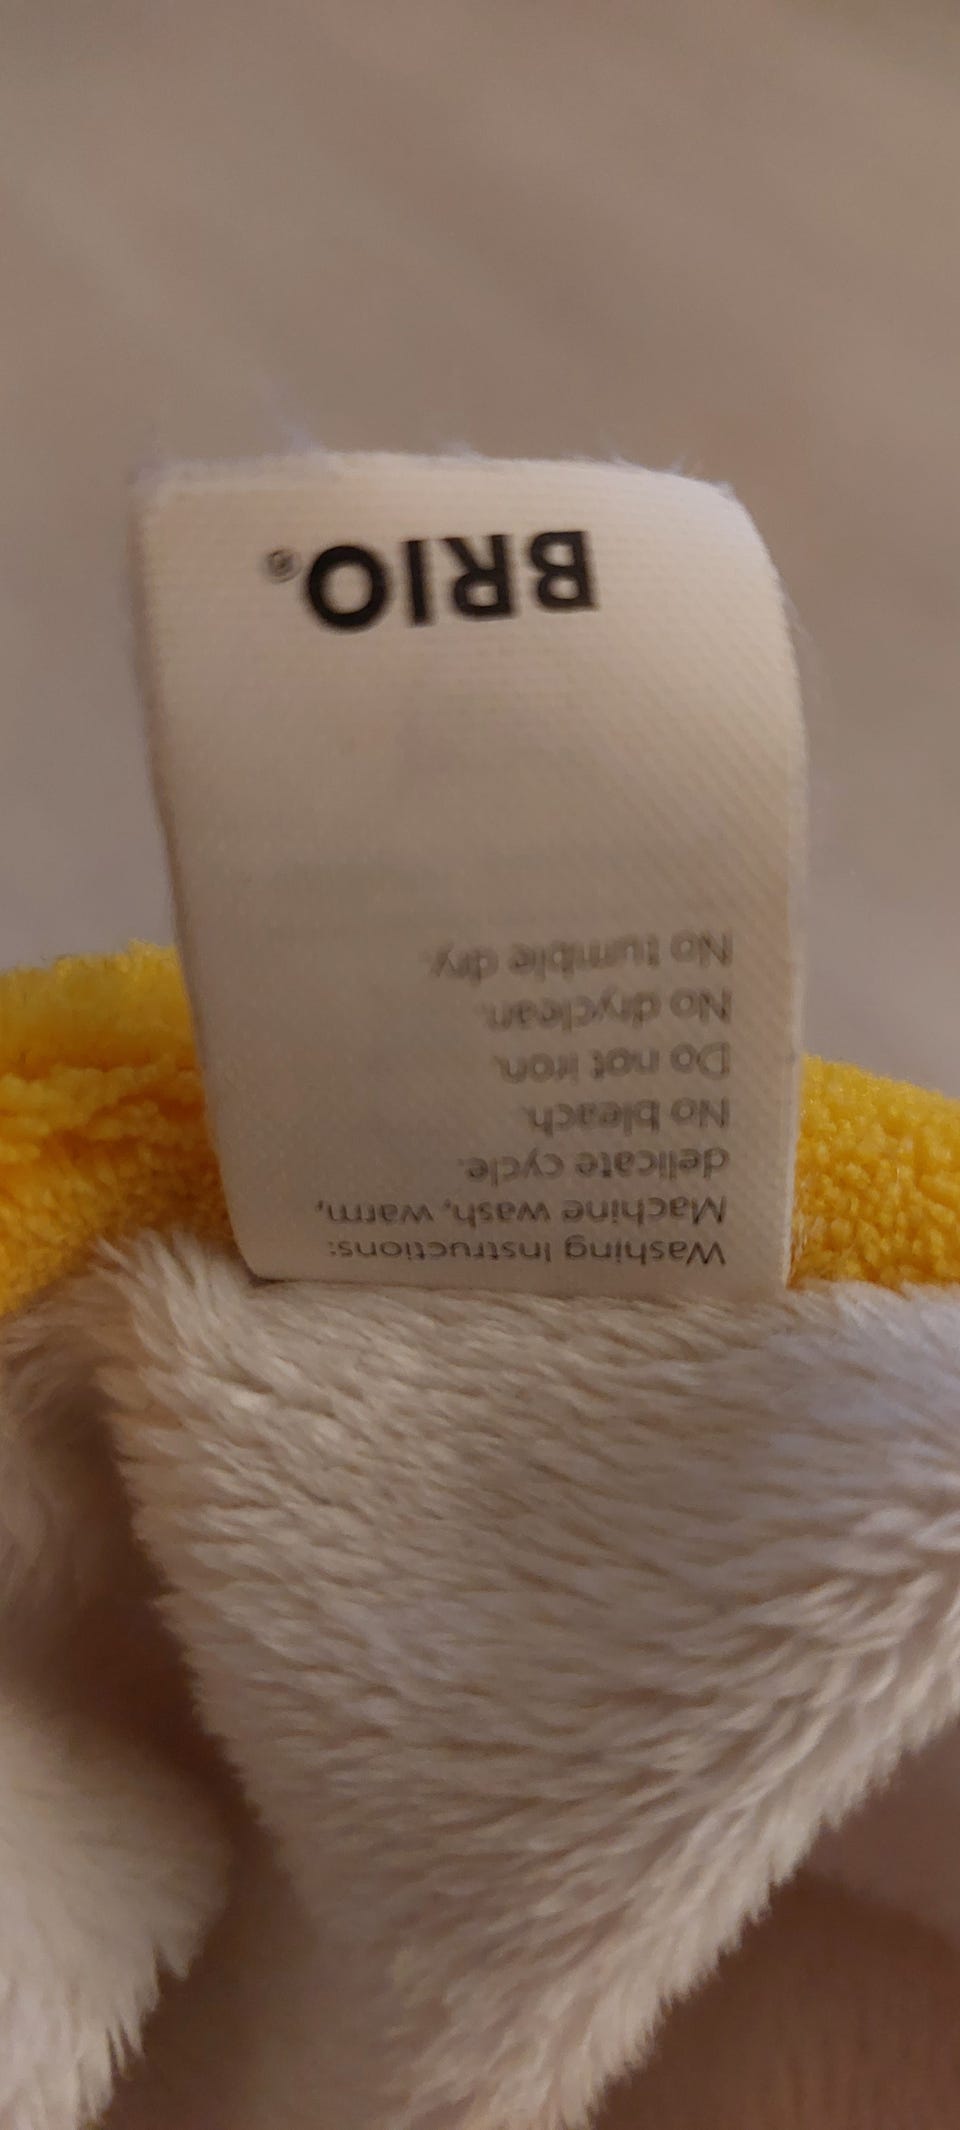 Washing Instructions:
Machine wash, warm,
delicate cycle.
No bleach.
Do not iron.
No dryclean.
No tumble dry.
BRIO.®